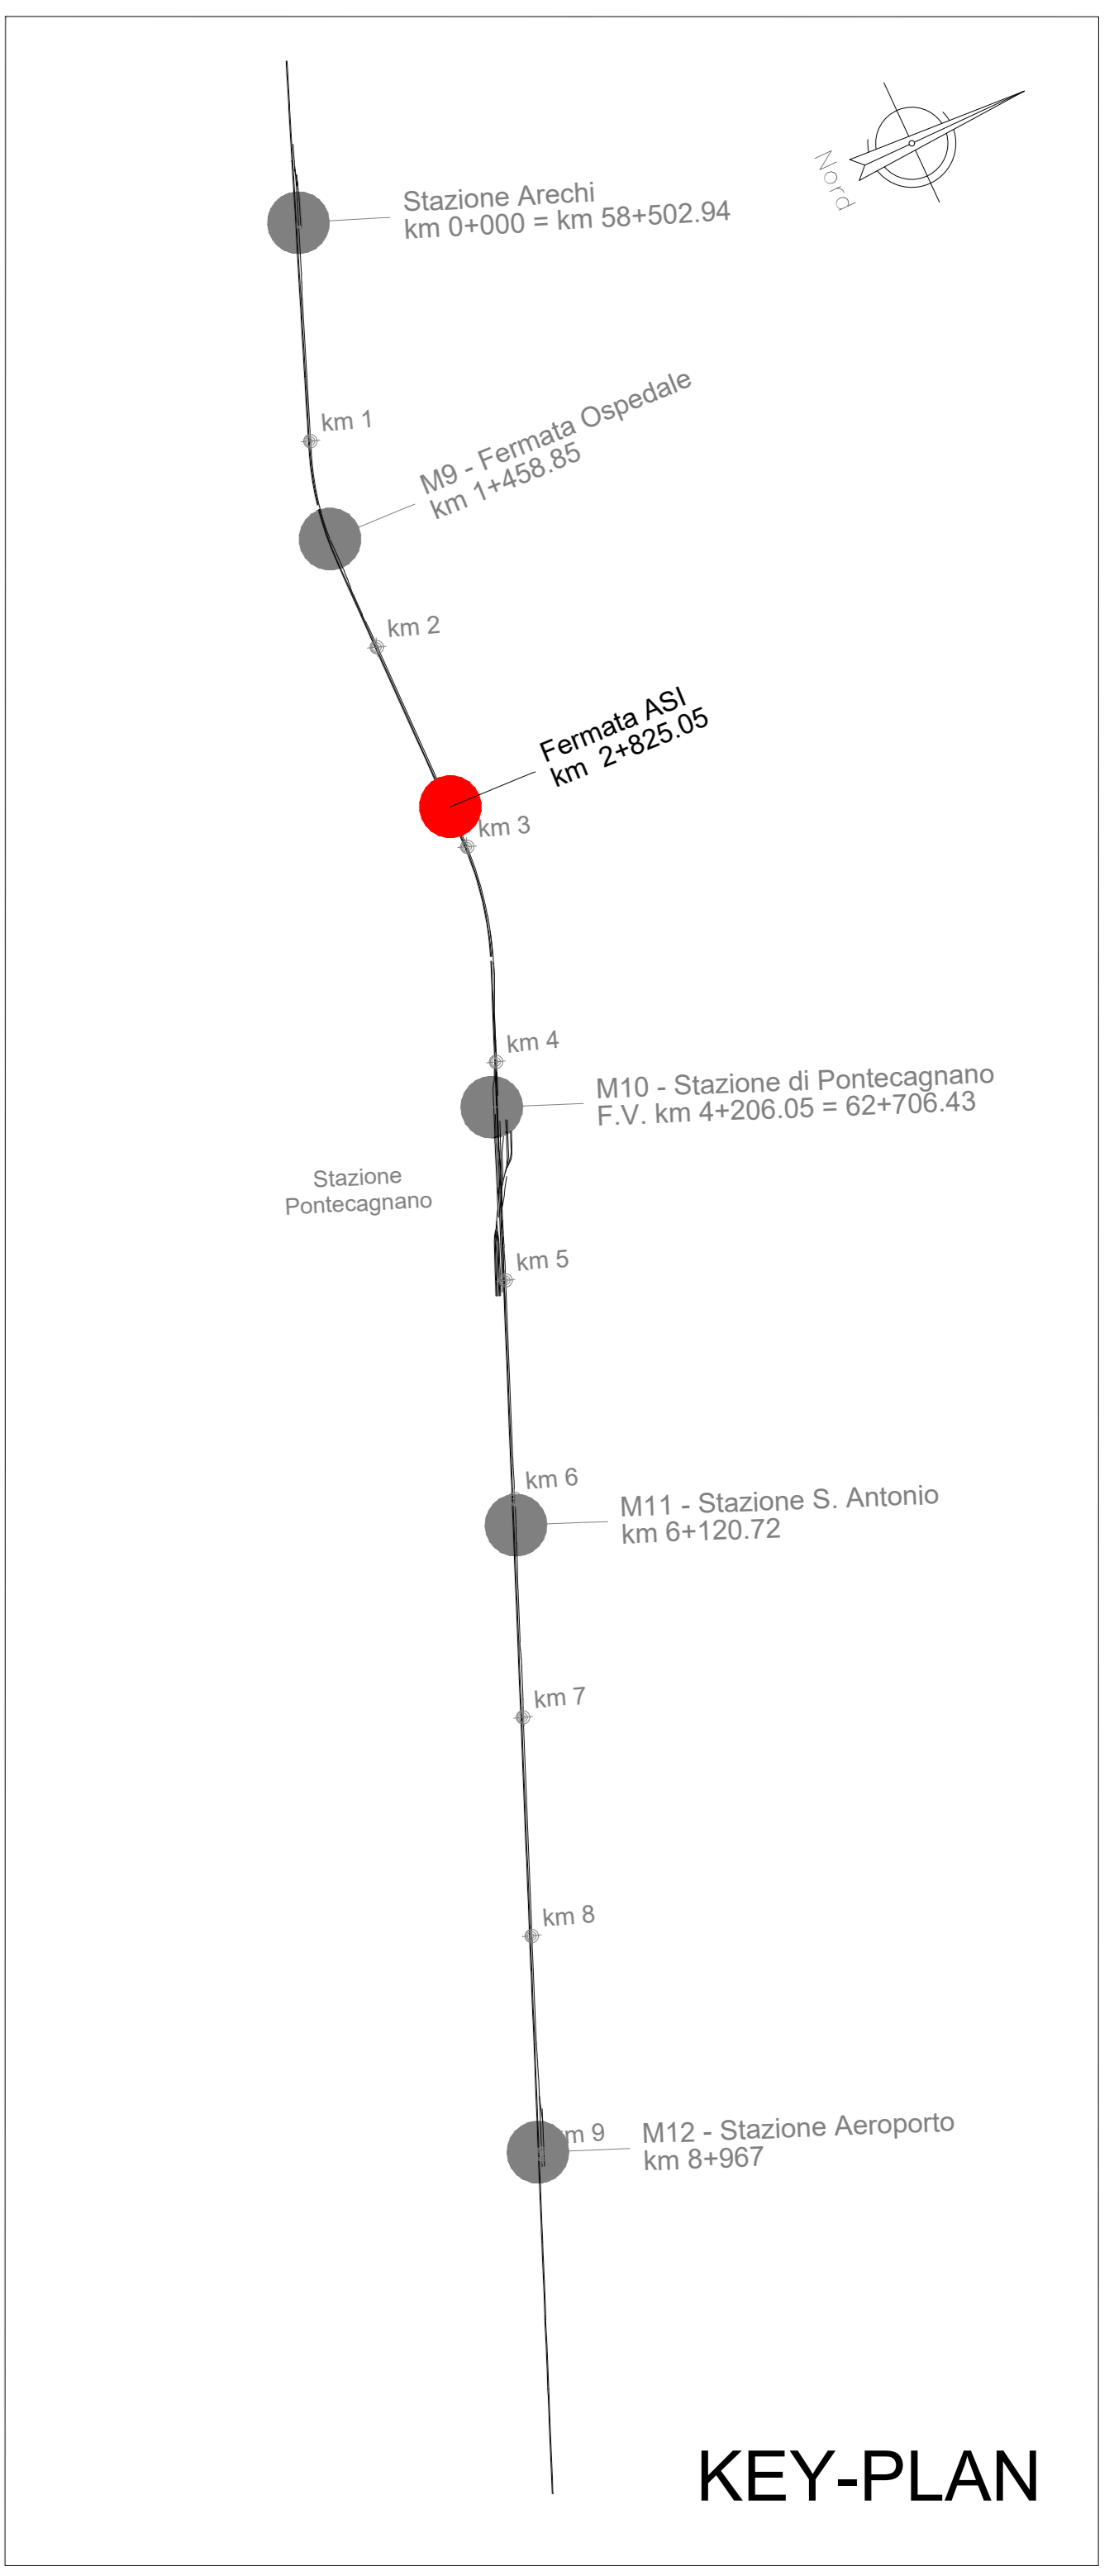 Nord
Stazione Arechi
km 0+000 = km 58+502.94
km 1
M9 - Fermata Ospedale
km 1+458.85
km 2
Fermata ASI
km 2+825.05
km 3
km 4
M10 - Stazione di Pontecagnano
F.V. km 4+206.05 = 62+706.43
Stazione
Pontecagnano
km 5
km 6
M11 - Stazione S. Antonio
km 6+120.72
km 7
km 8
m 9
M12 - Stazione Aeroporto
km 8+967
KEY-PLAN